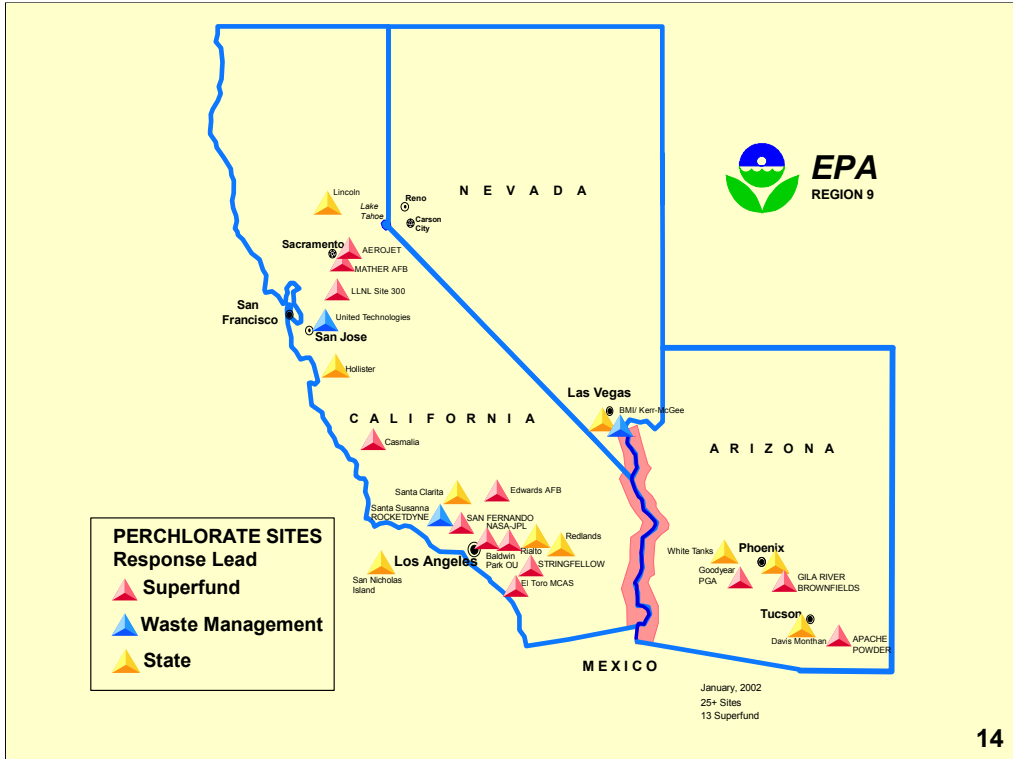 EPA
REGION 9
N E V A D A
Lincoln
Reno
Lake
Tahoe
Carson
City
Sacramento
AEROJET
MATHER AFB
LLNL Site 300
San
Francisco
United Technologies
San Jose
Hollister
Las Vegas
BMI/ Kerr-McGee
C A L I F O R N I A
A R I Z O N A
Casmalia
Santa Clarita
Edwards AFB
Santa Susanna
ROCKETDYNE
SAN FERNANDO
NASA-JPL
Redlands
Los Angeles
Baldwin
Park OU
Rialto
STRINGFELLOW
El Toro MCAS
San Nicholas
Island
White Tanks
Phoenix
Goodyear
PGA
GILA RIVER
BROWNFIELDS
Tucson
Davis Monthan
APACHE
POWDER
PERCHLORATE SITES
Response Lead
Superfund
Waste Management
State
MEXICO
January, 2002
25+ Sites
13 Superfund
14